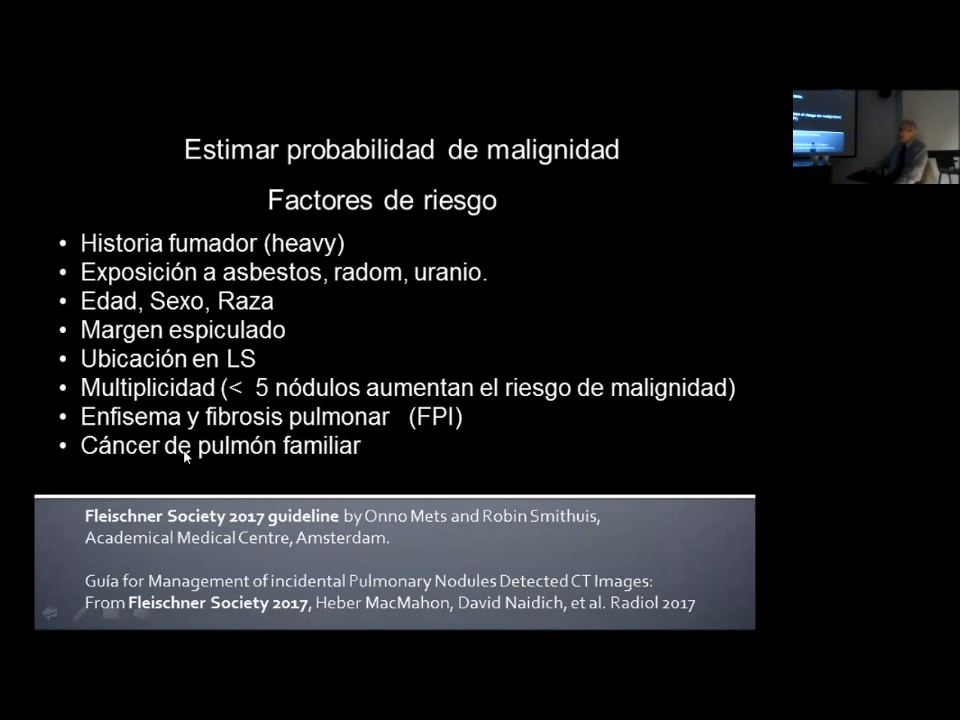 Estimar probabilidad de malignidad
Factores de riesgo
• Historia fumador (heavy)
• Exposición a asbestos, radom, uranio.
• Edad, Sexo, Raza
• Margen espiculado
• Ubicación en LS
• Multiplicidad (< 5 nódulos aumentan el riesgo de malignidad)
• Enfisema y fibrosis pulmonar (FPI)
• Cáncer de pulmón familiar
Fleischner Society 2017 guideline by Onno Mets and Robin Smithuis,
Academical Medical Centre, Amsterdam.
Guía for Management of incidental Pulmonary Nodules Detected CT Images:
From Fleischner Society 2017, Heber MacMahon, David Naidich, et al. Radiol 2017